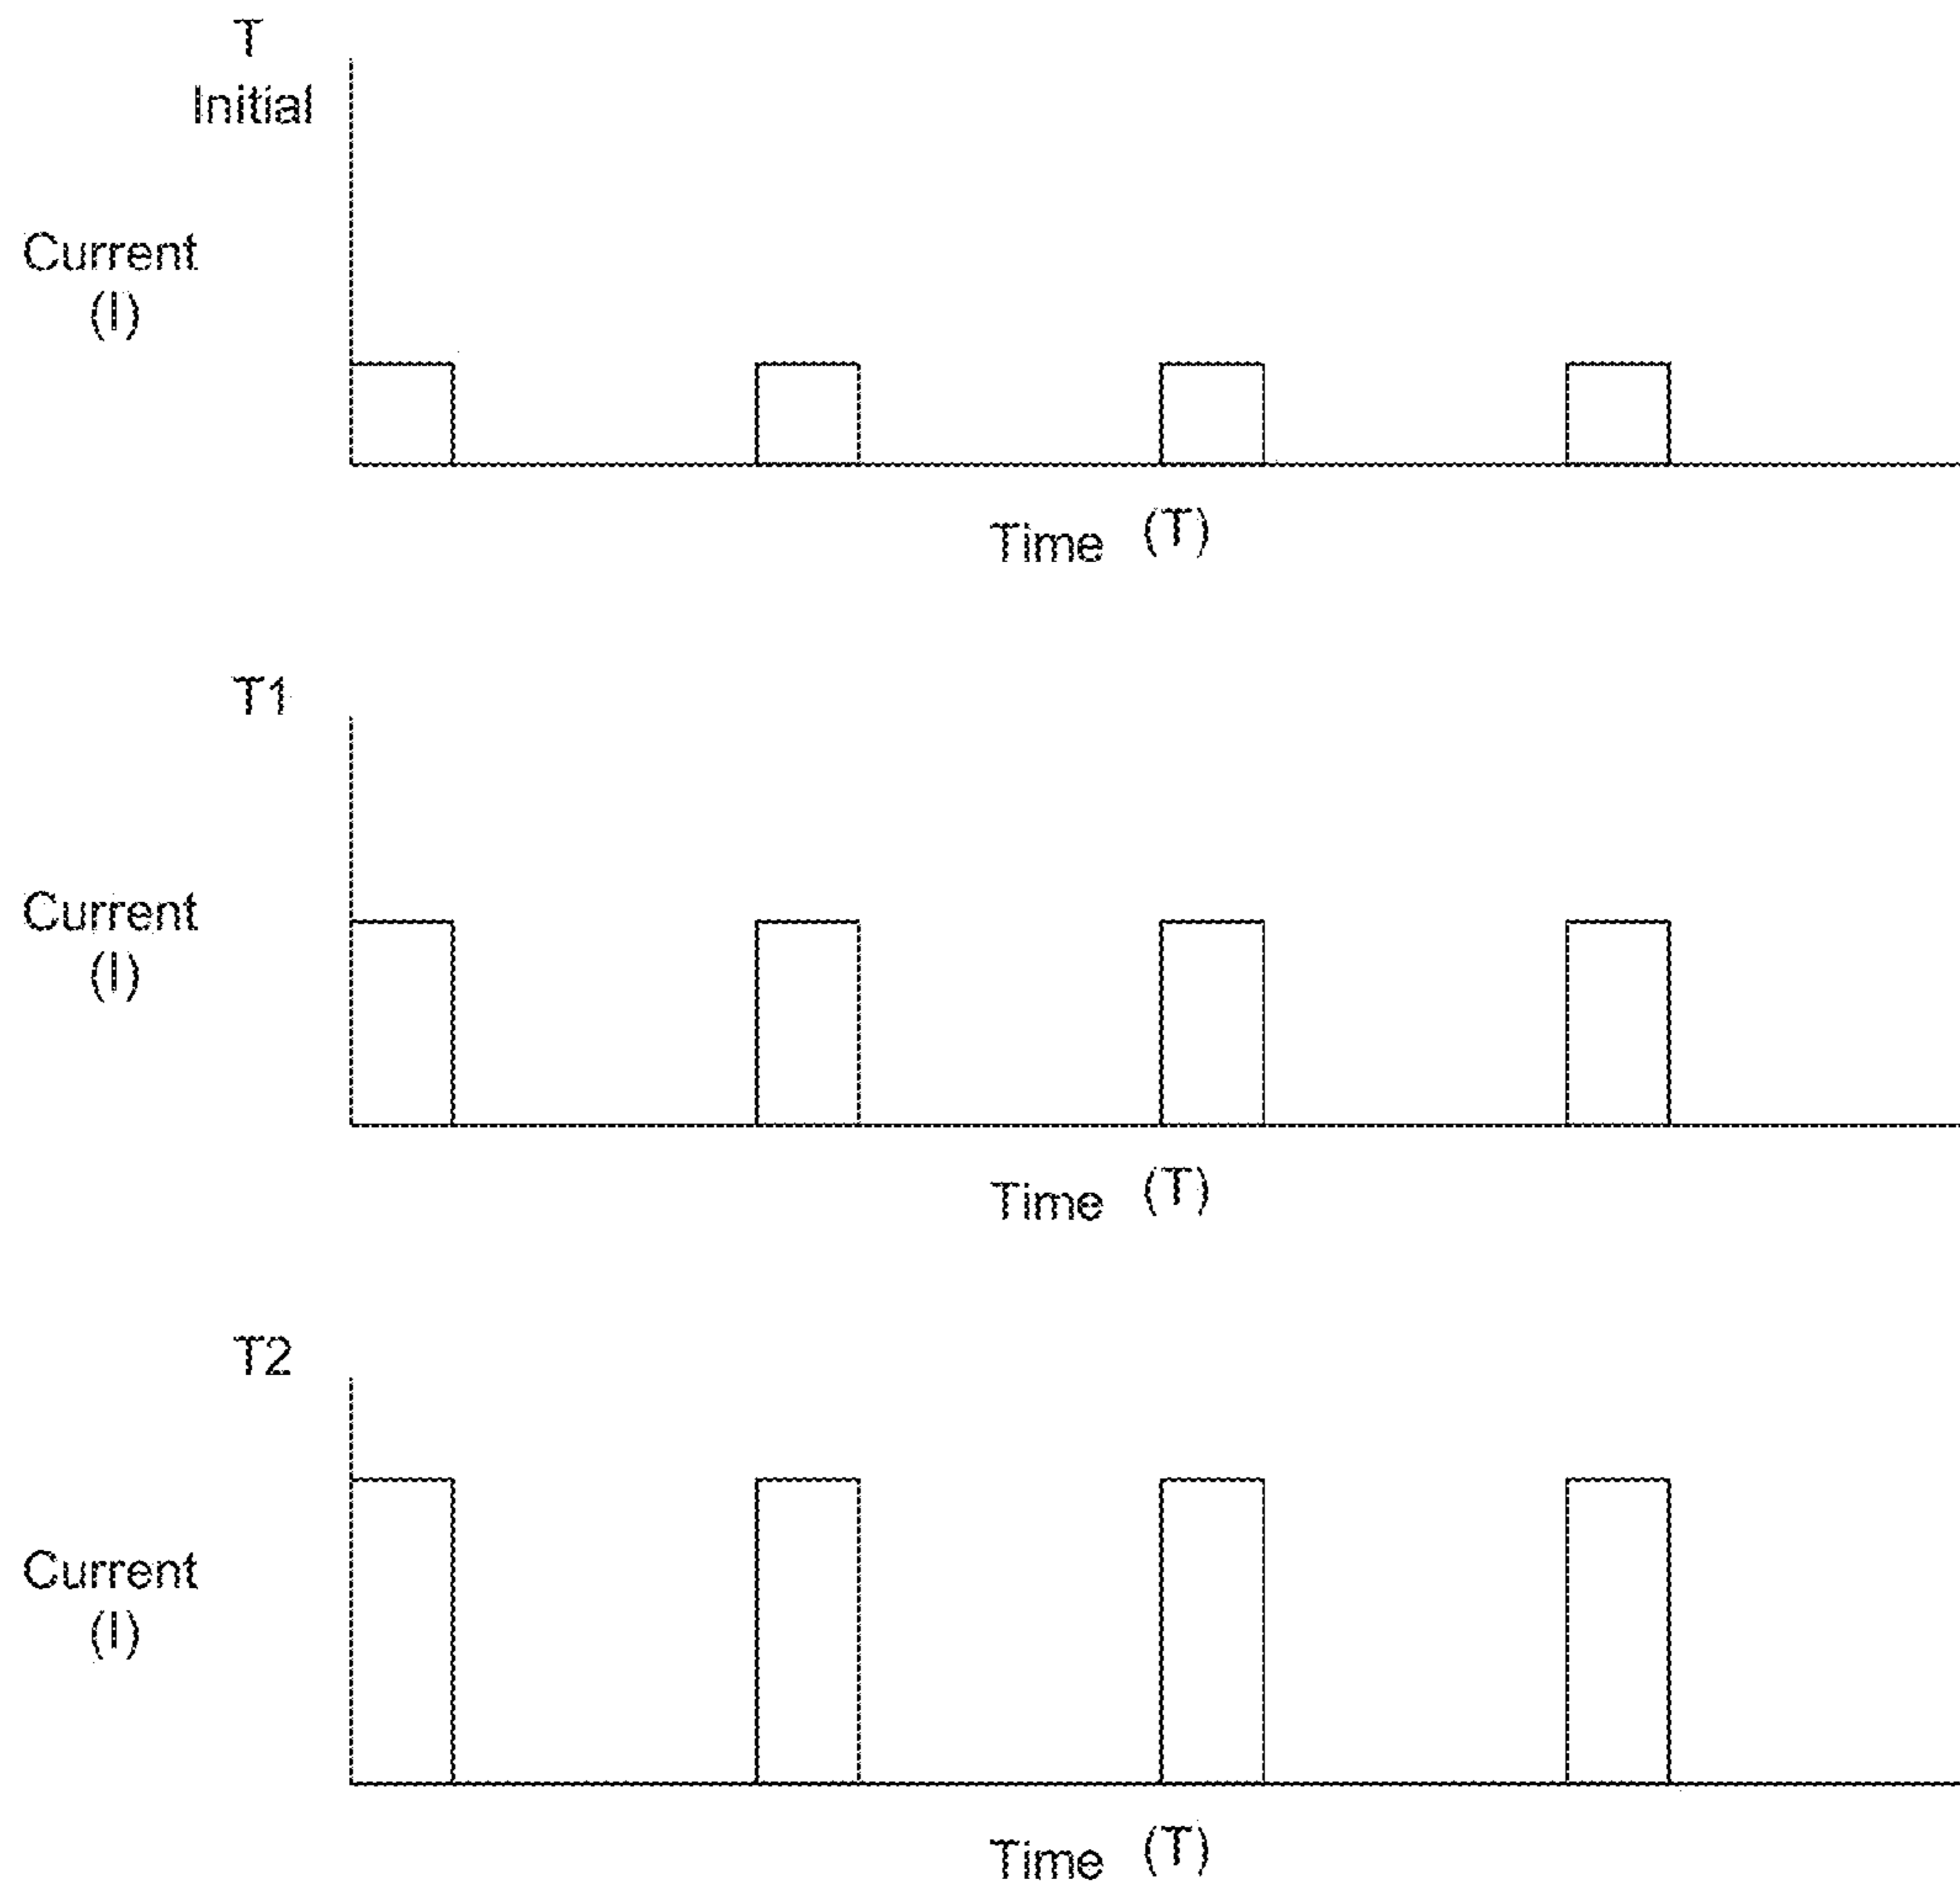 T
Initial
Current
(I)
Time (T)
T1
Current
(I)
Time (T)
T2
Current
(I)
Time (T)